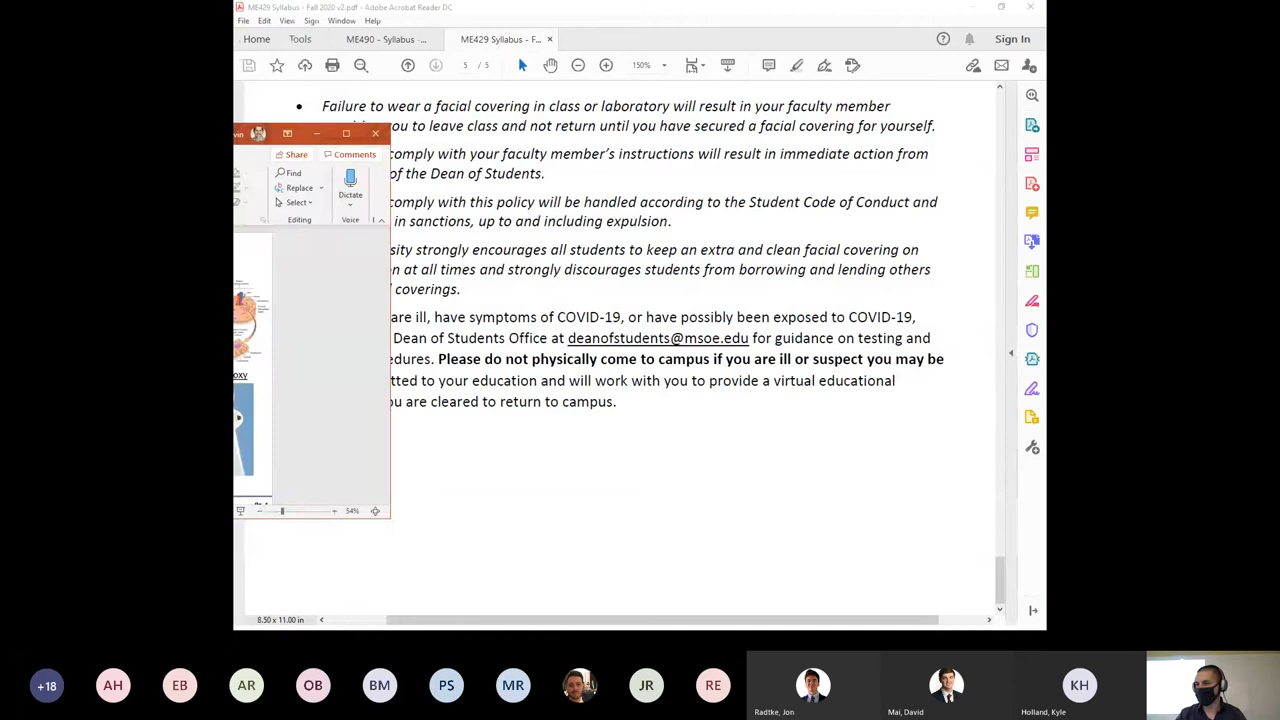 ME429 Syllabus - Fall 2020 v2.pdf - Adobe Acrobat Reader DC
File Edit View Sign Window Help
Home Tools ME490 - Syllabus -... ME429 Syllabus - F... × Sign In
5 / 5 150%
• Failure to wear a facial covering in class or laboratory will result in your faculty member
you to leave class and not return until you have secured a facial covering for yourself.
comply with your faculty member's instructions will result in immediate action from
of the Dean of Students.
comply with this policy will be handled according to the Student Code of Conduct and
in sanctions, up to and including expulsion.
sity strongly encourages all students to keep an extra and clean facial covering on
n at all times and strongly discourages students from borrowing and lending others
coverings.
are ill, have symptoms of COVID-19, or have possibly been exposed to COVID-19,
Dean of Students Office at deanofstudents@msoe.edu for guidance on testing and
edures. Please do not physically come to campus if you are ill or suspect you may be
tted to your education and will work with you to provide a virtual educational
ou are cleared to return to campus.
vin
Share Comments
Find
Replace
Select
Dictate
Editing Voice
oxy
54%
8.50 x 11.00 in
+18 AH EB AR OB BM PS MR JR RE KH
Radtke, Jon Mai, David Holland, Kyle